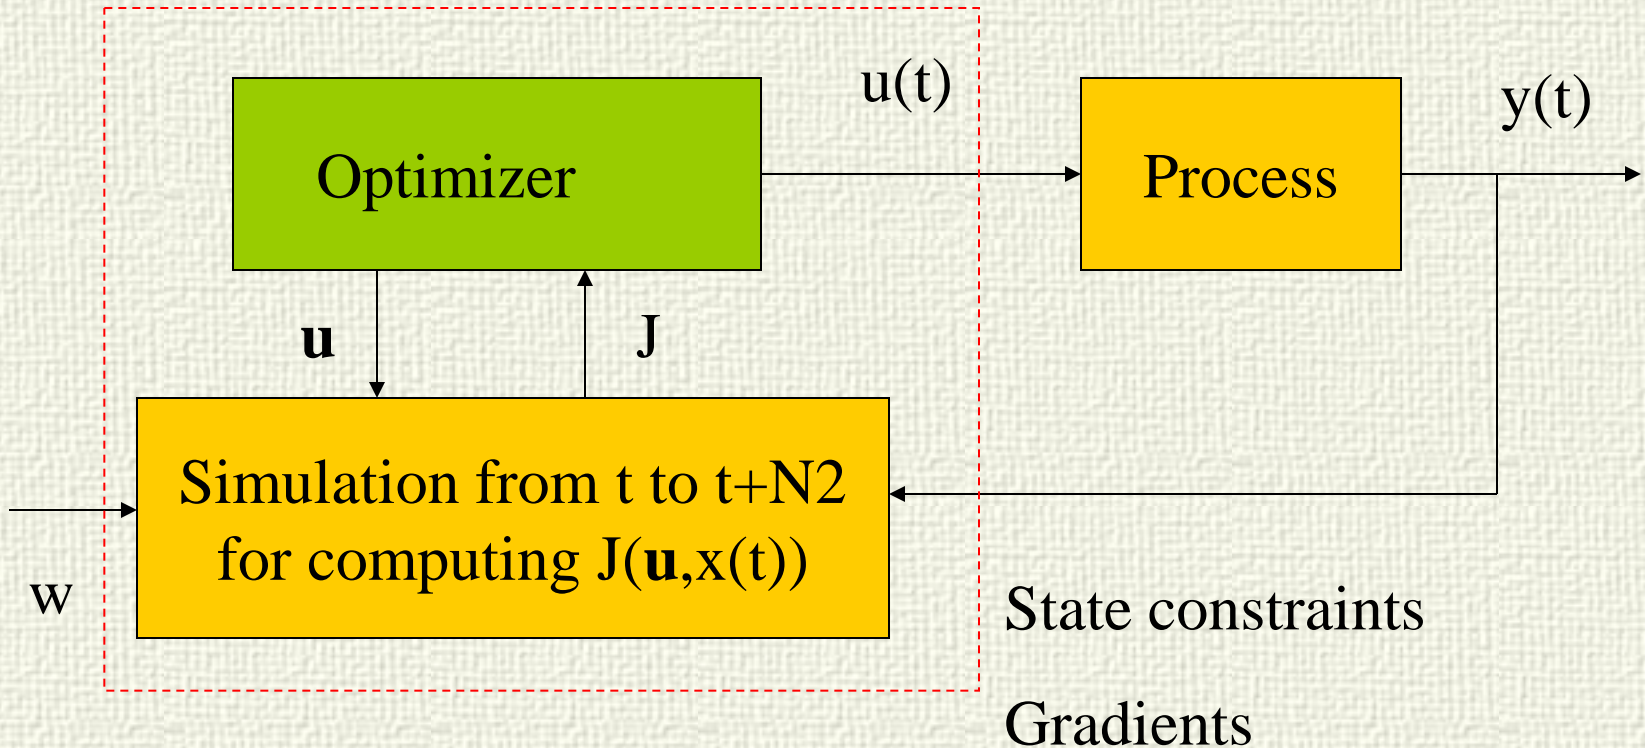 u(t)
y(t)
Optimizer
Process
u
J
Simulation from t to t+N2
for computing J(u,x(t))
w
State constraints
Gradients